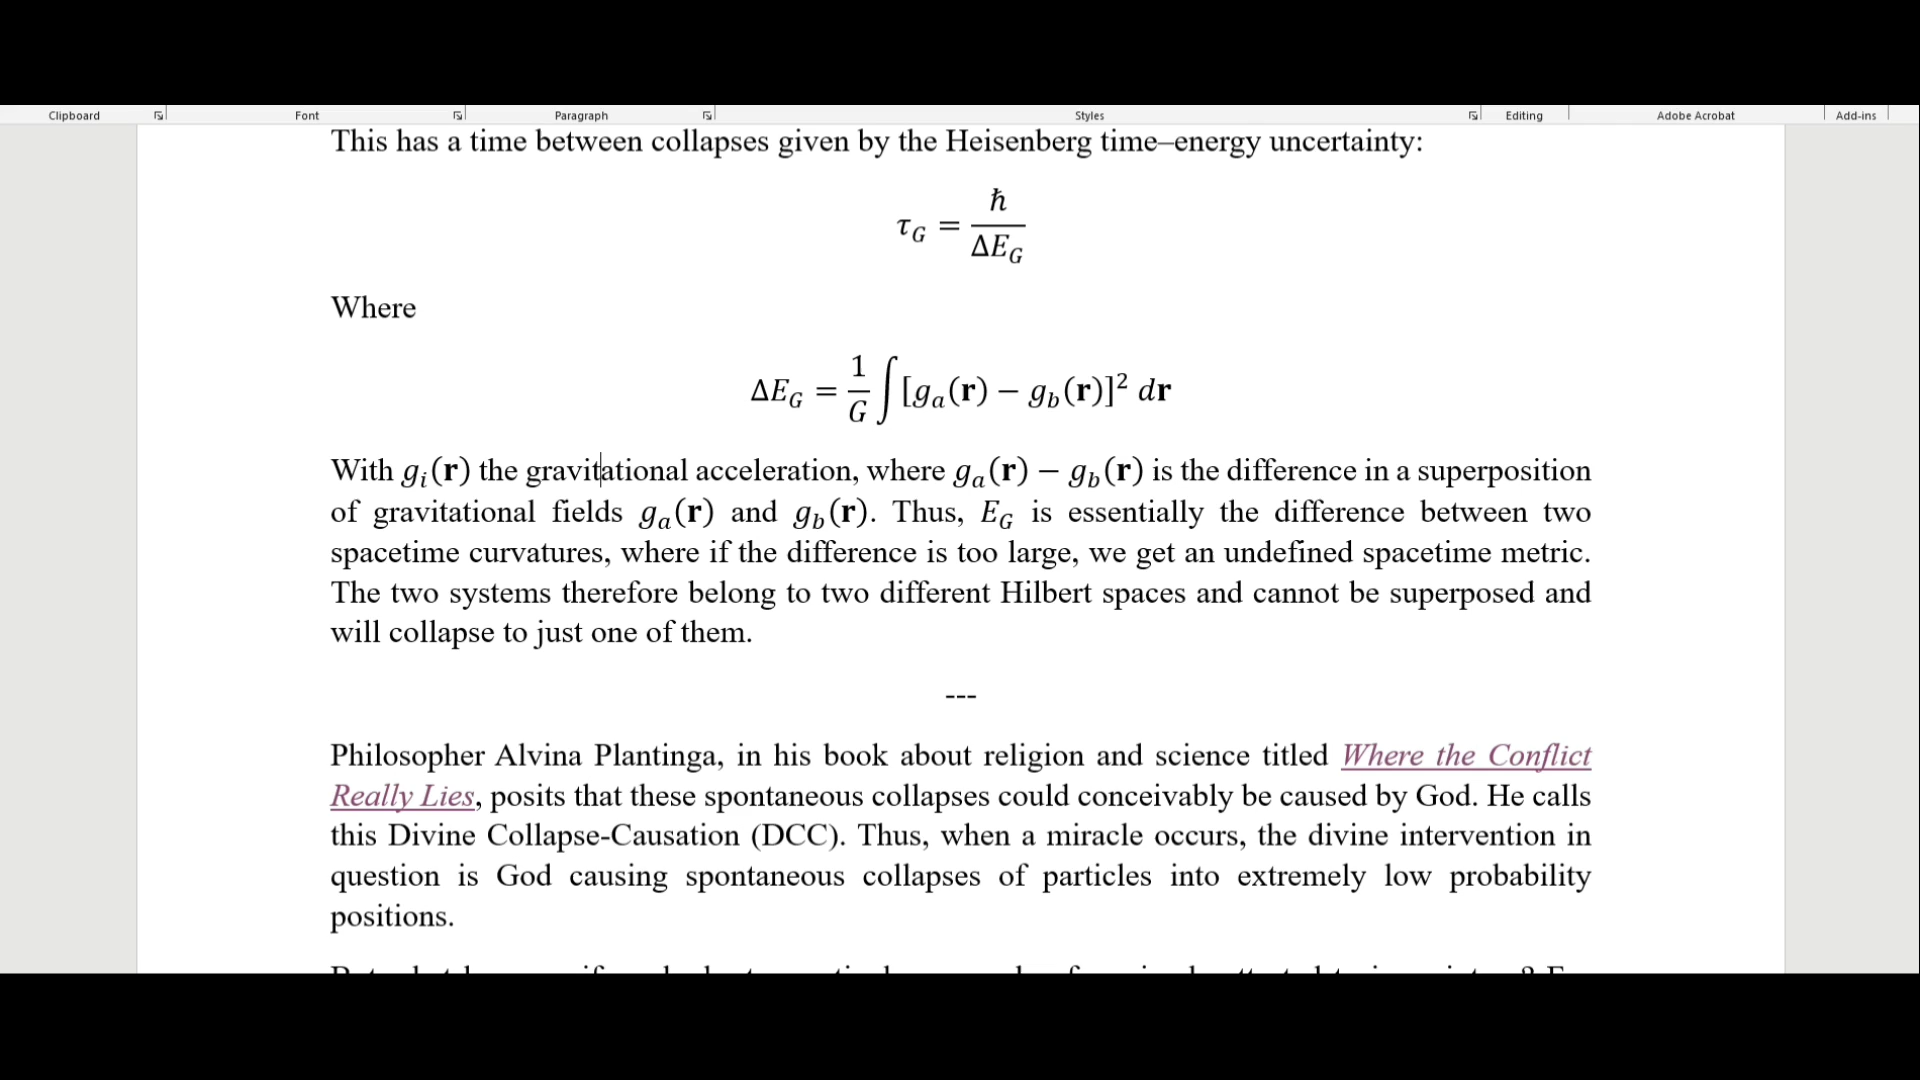 Clipboard Font Paragraph Styles Editing Adobe Acrobat Add-ins
This has a time between collapses given by the Heisenberg time–energy uncertainty:
τ_G = ħ / ΔE_G
Where
ΔE_G = 1/G ∫ [g_a(𝐫) − g_b(𝐫)]² d𝐫
With g_i(𝐫) the gravitational acceleration, where g_a(𝐫) − g_b(𝐫) is the difference in a superposition
of gravitational fields g_a(𝐫) and g_b(𝐫). Thus, E_G is essentially the difference between two
spacetime curvatures, where if the difference is too large, we get an undefined spacetime metric.
The two systems therefore belong to two different Hilbert spaces and cannot be superposed and
will collapse to just one of them.
---
Philosopher Alvina Plantinga, in his book about religion and science titled Where the Conflict
Really Lies, posits that these spontaneous collapses could conceivably be caused by God. He calls
this Divine Collapse-Causation (DCC). Thus, when a miracle occurs, the divine intervention in
question is God causing spontaneous collapses of particles into extremely low probability
positions.